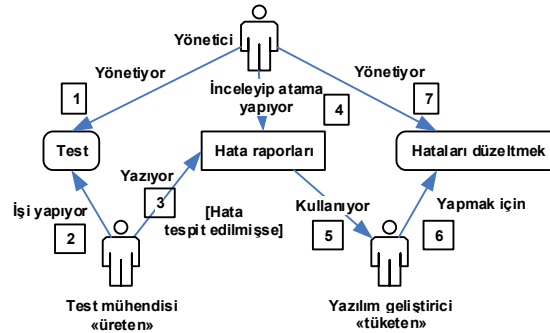 Yönetici
Yönetiyor
1
İnceleyip atama
yapıyor
4
Yönetiyor
7
Test
Hata raporları
Hataları düzeltmek
Yazıyor
3
İşi yapıyor
2
[Hata
tespit edilmişse]
Kullanıyor
5
Yapmak için
6
Test mühendisi
«üreten»
Yazılım geliştirici
«tüketen»